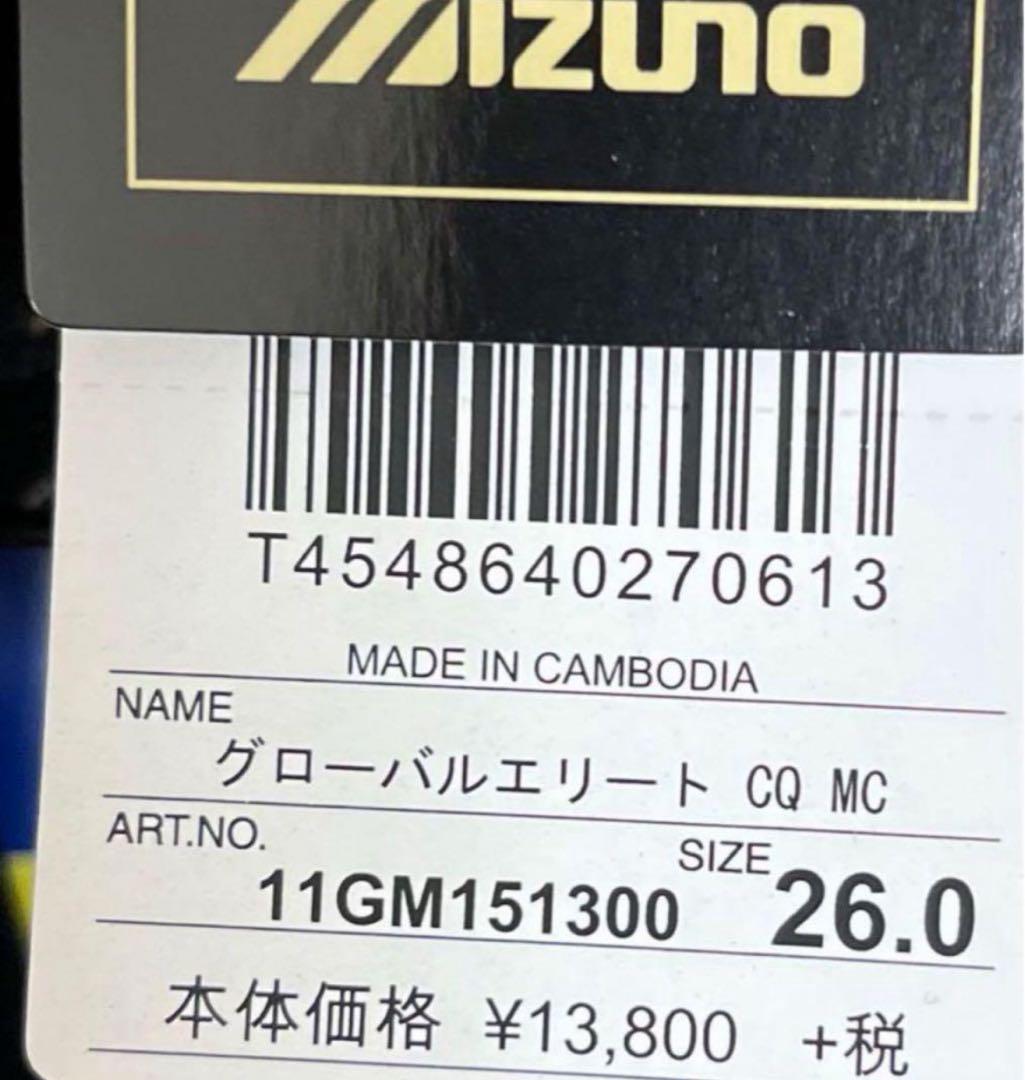 MIZUNO
T4548640270613
MADE IN CAMBODIA
NAME
グローバルエリート CQ MC
ART.NO.
SIZE
11GM151300 26.0
本体価格 ¥13,800 +税